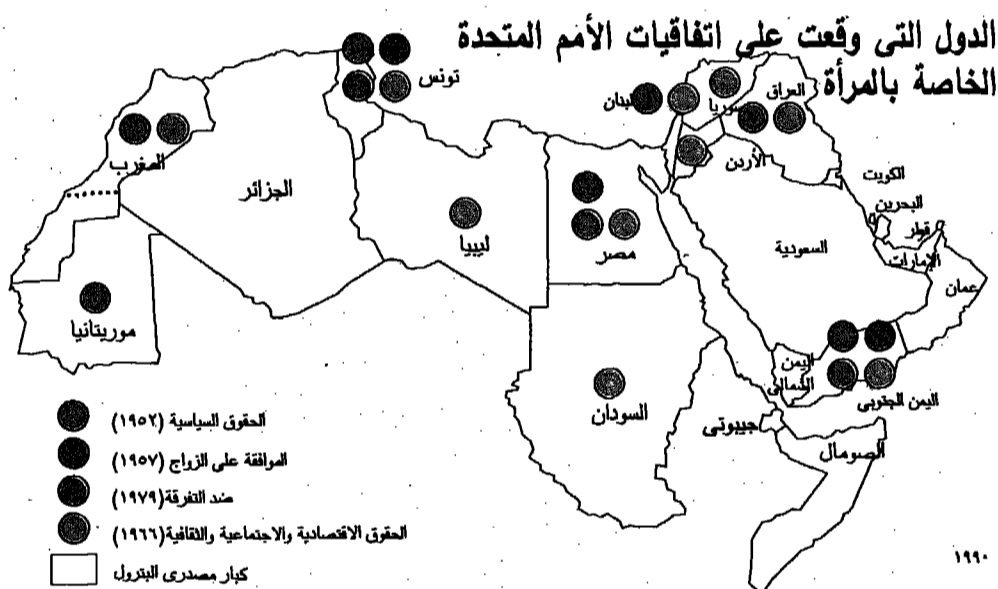 الدول التى وقعت على اتفاقيات الأمم المتحدة
الخاصة بالمرأة
تونس
لبنان
سوريا
العراق
المغرب
الأردن
الجزائر
الكويت
البحرين
قطر
ليبيا
مصر
السعودية
الإمارات
عمان
موريتانيا
اليمن
الشمالى
اليمن الجنوبى
السودان
جيبوتى
الصومال
الحقوق السياسية (١٩٥٢)
الموافقة على الزواج (١٩٥٧)
ضد التفرقة (١٩٧٩)
الحقوق الاقتصادية والاجتماعية والثقافية (١٩٦٦)
كبار مصدرى البترول
١٩٩٠